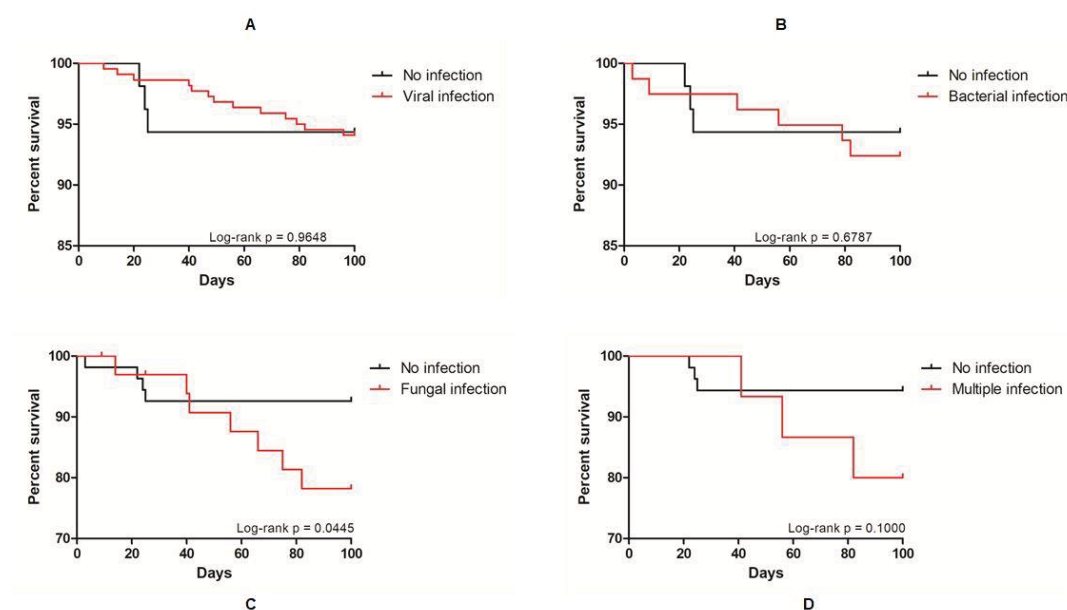 A
B
100
95
90
85
Percent survival
No infection
Viral infection
Log-rank p = 0.9648
0 20 40 60 80 100
Days
100
95
90
85
Percent survival
No infection
Bacterial infection
Log-rank p = 0.6787
0 20 40 60 80 100
Days
100
90
80
70
Percent survival
No infection
Fungal infection
Log-rank p = 0.0445
0 20 40 60 80 100
Days
100
90
80
70
Percent survival
No infection
Multiple infection
Log-rank p = 0.1000
0 20 40 60 80 100
Days
C
D